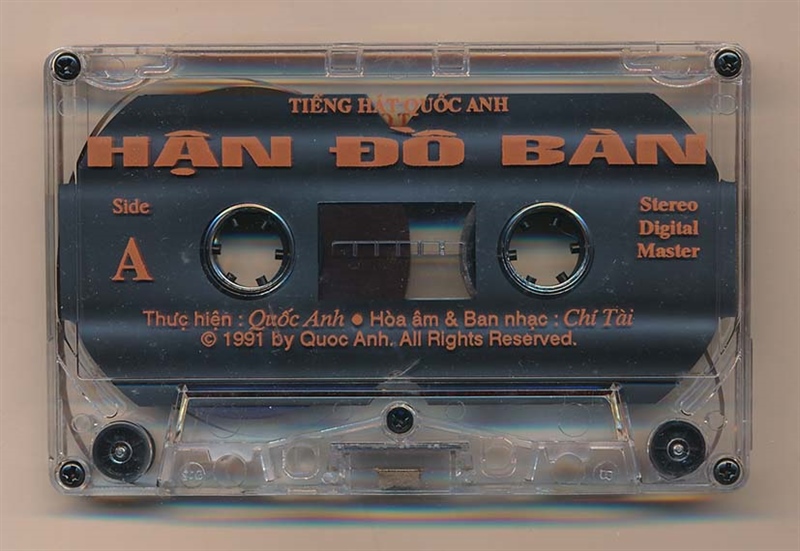 TIẾNG HÁT QUỐC ANH
HẬN ĐỒ BÀN
Side
A
Stereo
Digital
Master
Thực hiện : Quốc Anh ● Hòa âm & Ban nhạc : Chí Tài
© 1991 by Quoc Anh. All Rights Reserved.